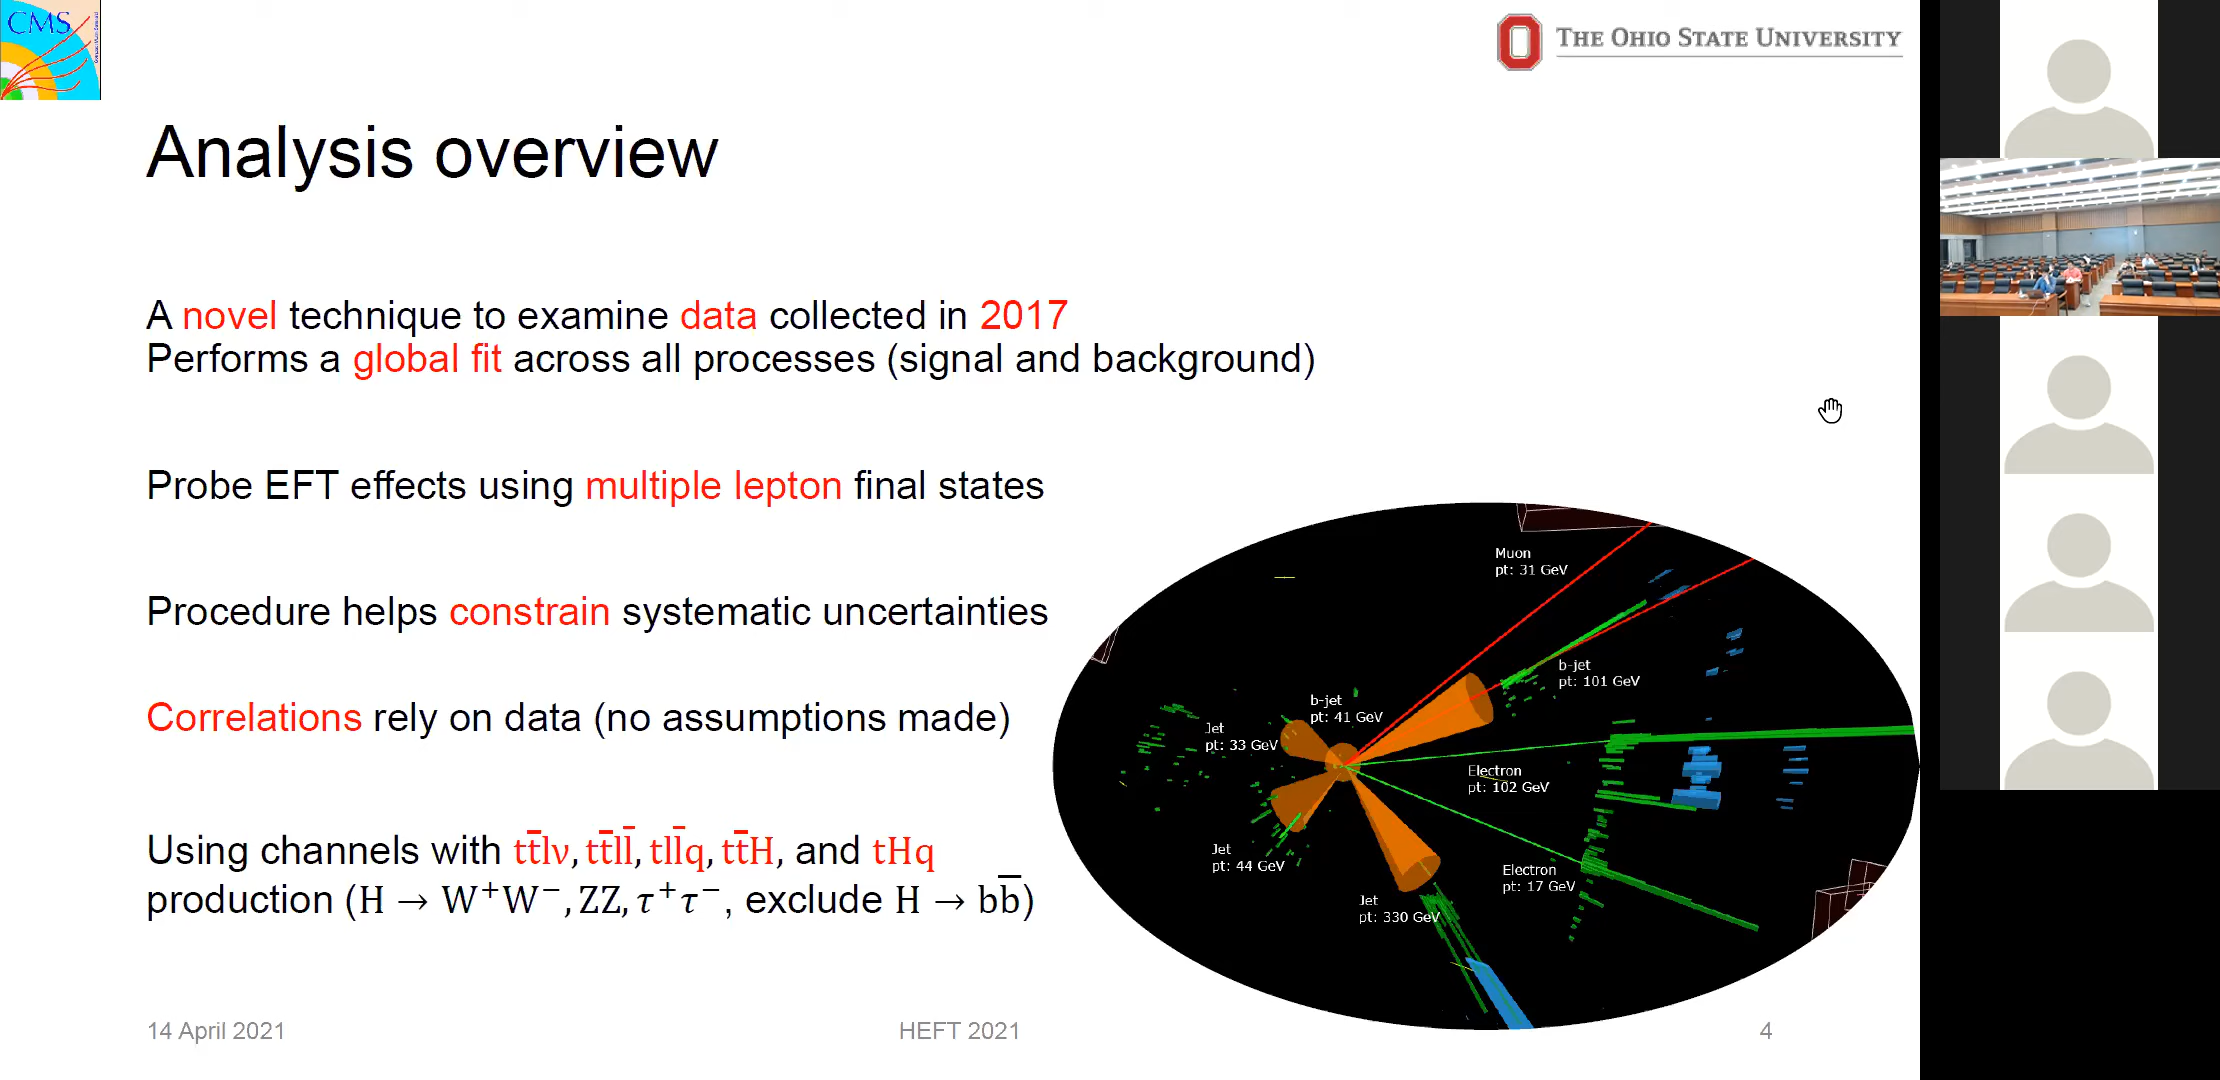 CMS
THE OHIO STATE UNIVERSITY
Analysis overview
A novel technique to examine data collected in 2017
Performs a global fit across all processes (signal and background)
Probe EFT effects using multiple lepton final states
Procedure helps constrain systematic uncertainties
Correlations rely on data (no assumptions made)
Using channels with tt̅lν, tt̅ll̅, tll̅q, tt̅H, and tHq
production (H → W⁺W⁻, ZZ, τ⁺τ⁻, exclude H → bb̅)
Muon
pt: 31 GeV
b-jet
pt: 101 GeV
b-jet
pt: 41 GeV
Jet
pt: 33 GeV
Electron
pt: 102 GeV
Jet
pt: 44 GeV
Electron
pt: 17 GeV
Jet
pt: 330 GeV
14 April 2021
HEFT 2021
4